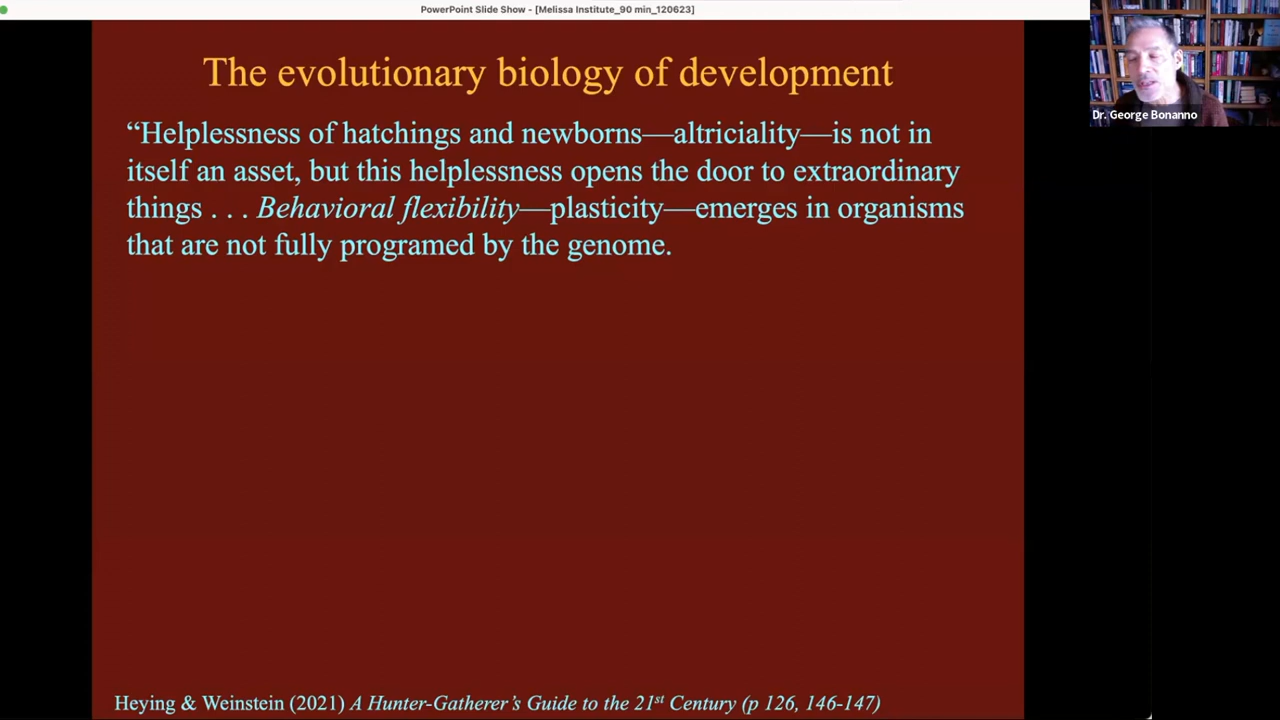 PowerPoint Slide Show - [Melissa Institute_90 min_120623]
The evolutionary biology of development
“Helplessness of hatchings and newborns—altriciality—is not in
itself an asset, but this helplessness opens the door to extraordinary
things . . . Behavioral flexibility—plasticity—emerges in organisms
that are not fully programed by the genome.
Dr. George Bonanno
Heying & Weinstein (2021) A Hunter-Gatherer’s Guide to the 21st Century (p 126, 146-147)